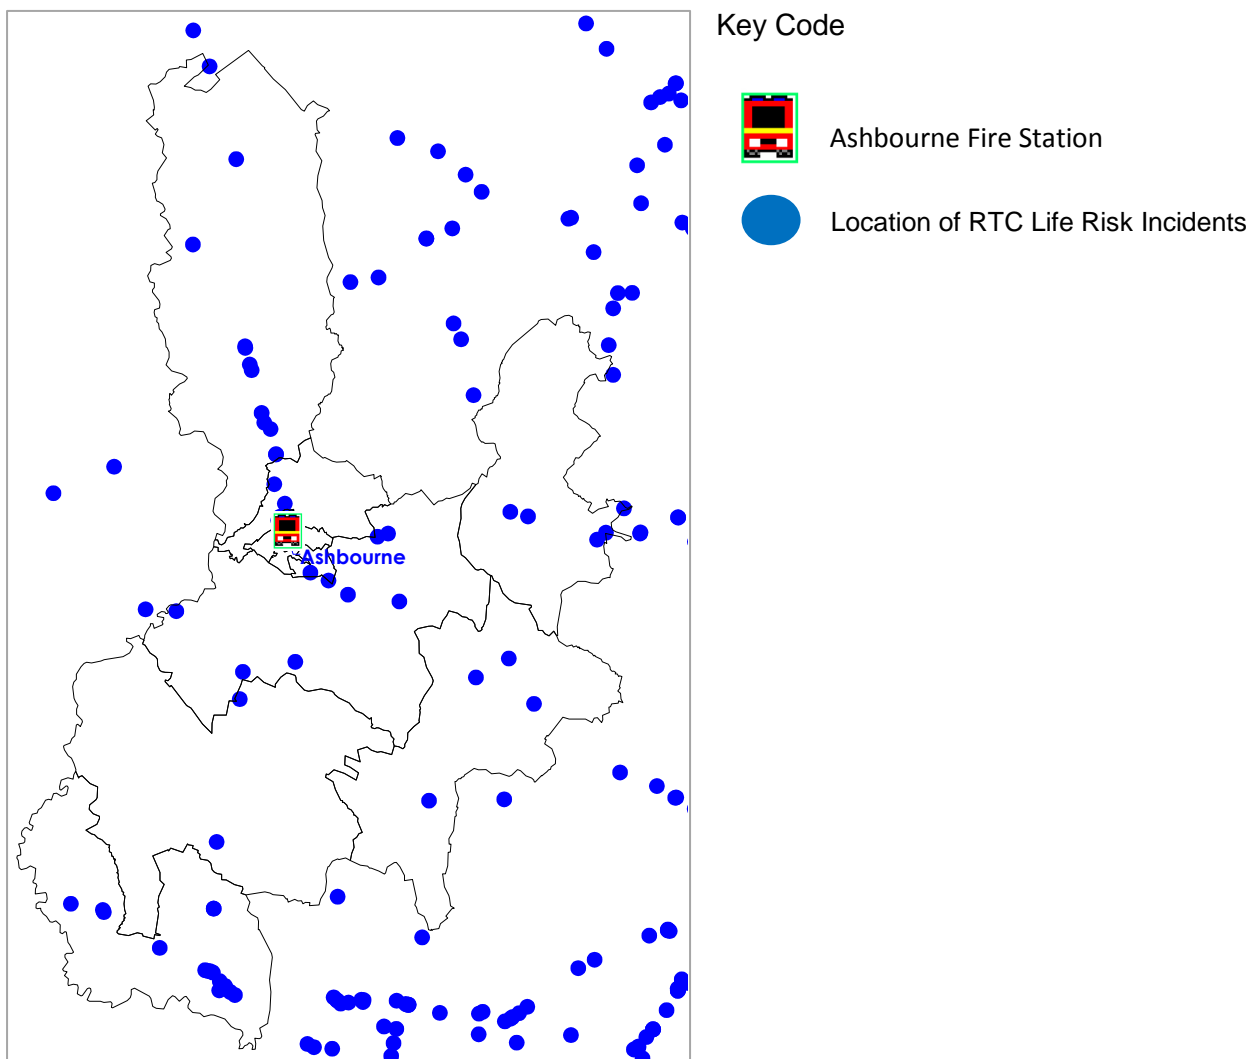 Key Code
Ashbourne Fire Station
Location of RTC Life Risk Incidents
Ashbourne